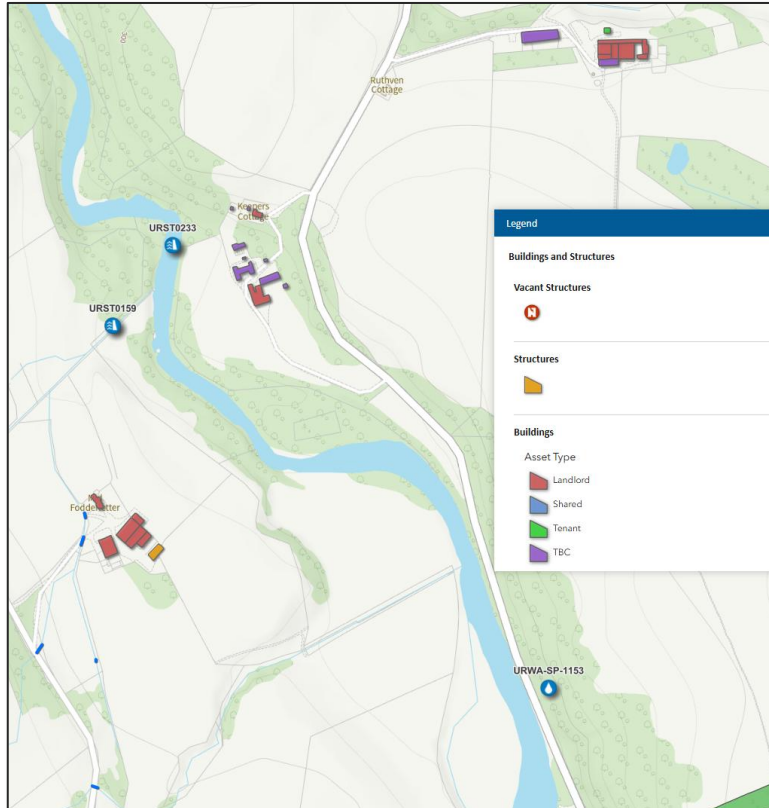 300
Ruthven
Cottage
Keepers
Cottage
URST0233
URST0159
Legend
Buildings and Structures
Vacant Structures
Structures
Buildings
Asset Type
Landlord
Shared
Tenant
TBC
Fodderletter
URWA-SP-1153